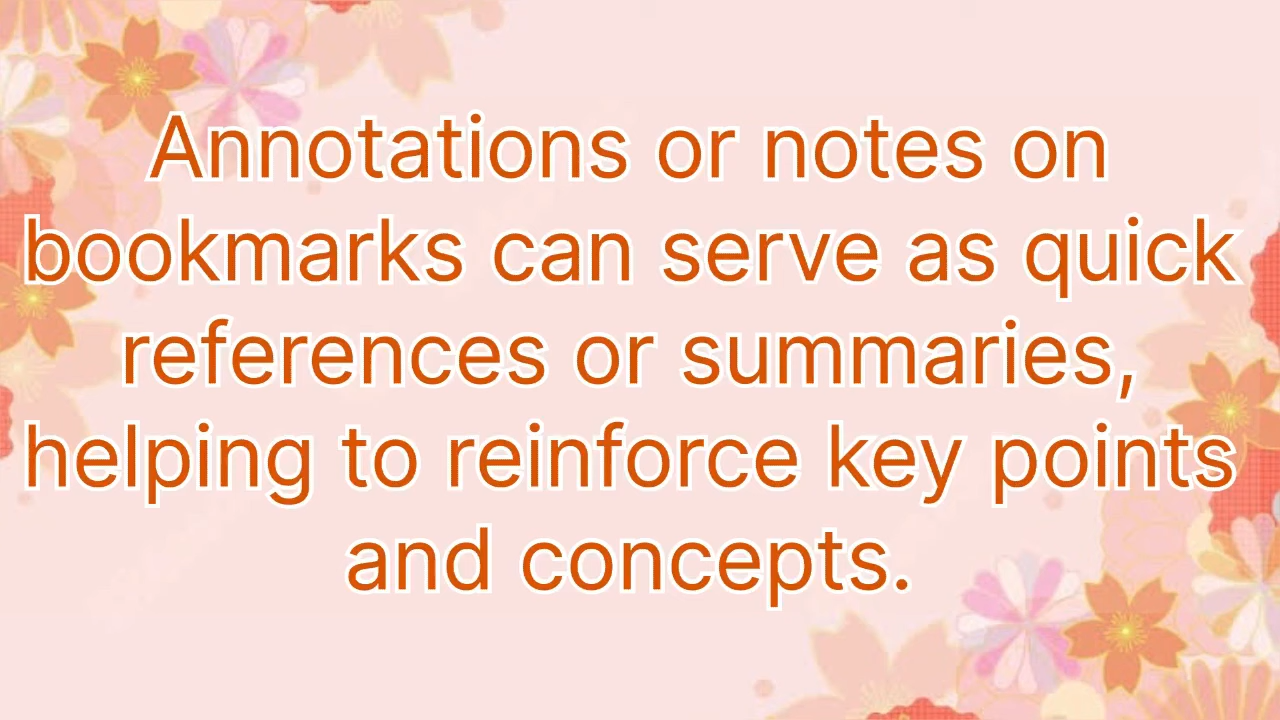 Annotations or notes on
bookmarks can serve as quick
references or summaries,
helping to reinforce key points
and concepts.